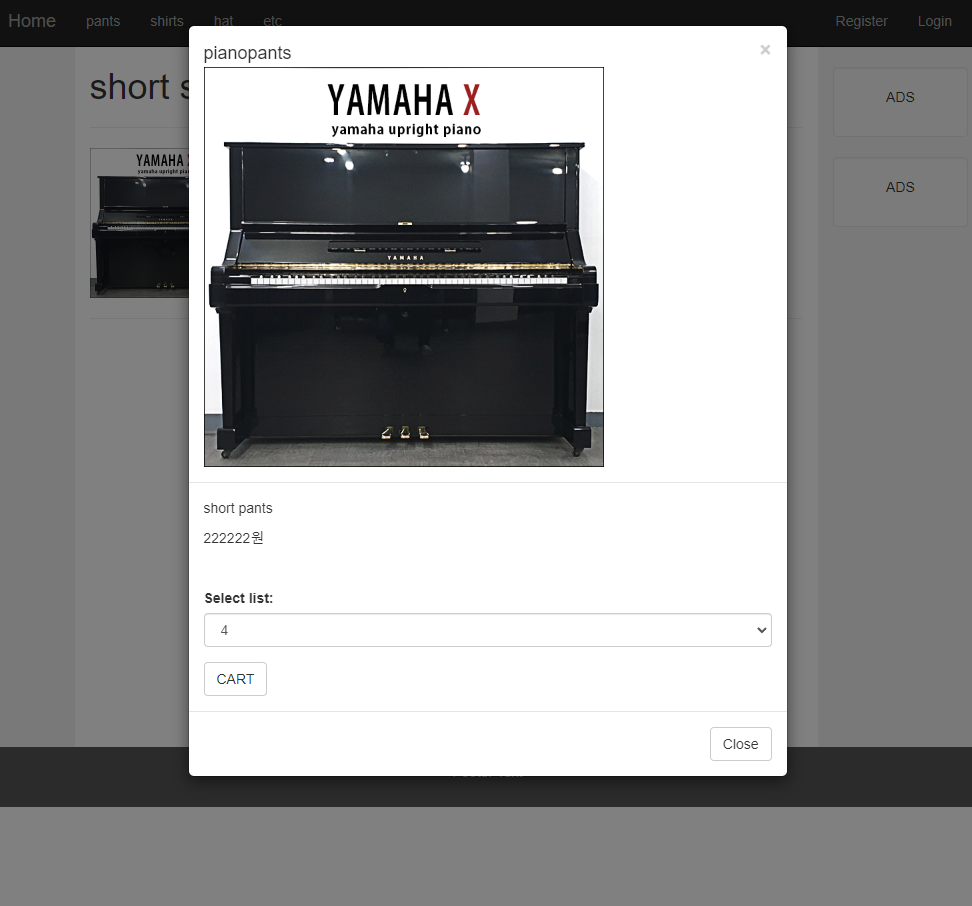 Home pants shirts hat etc Register Login
short s
YAMAHA
yamaha upright pia
ADS
ADS
pianopants ×
YAMAHA X
yamaha upright piano
YAMAHA
short pants
222222원
Select list:
4
CART
Close